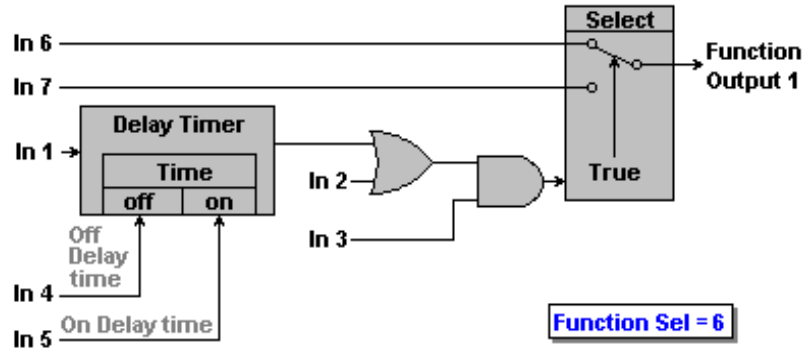 Select
In 6
Function
Output 1
In 7
Delay Timer
In 1
Time
off on
In 2
True
In 3
Off
Delay
time
In 4
On Delay time
In 5
Function Sel = 6